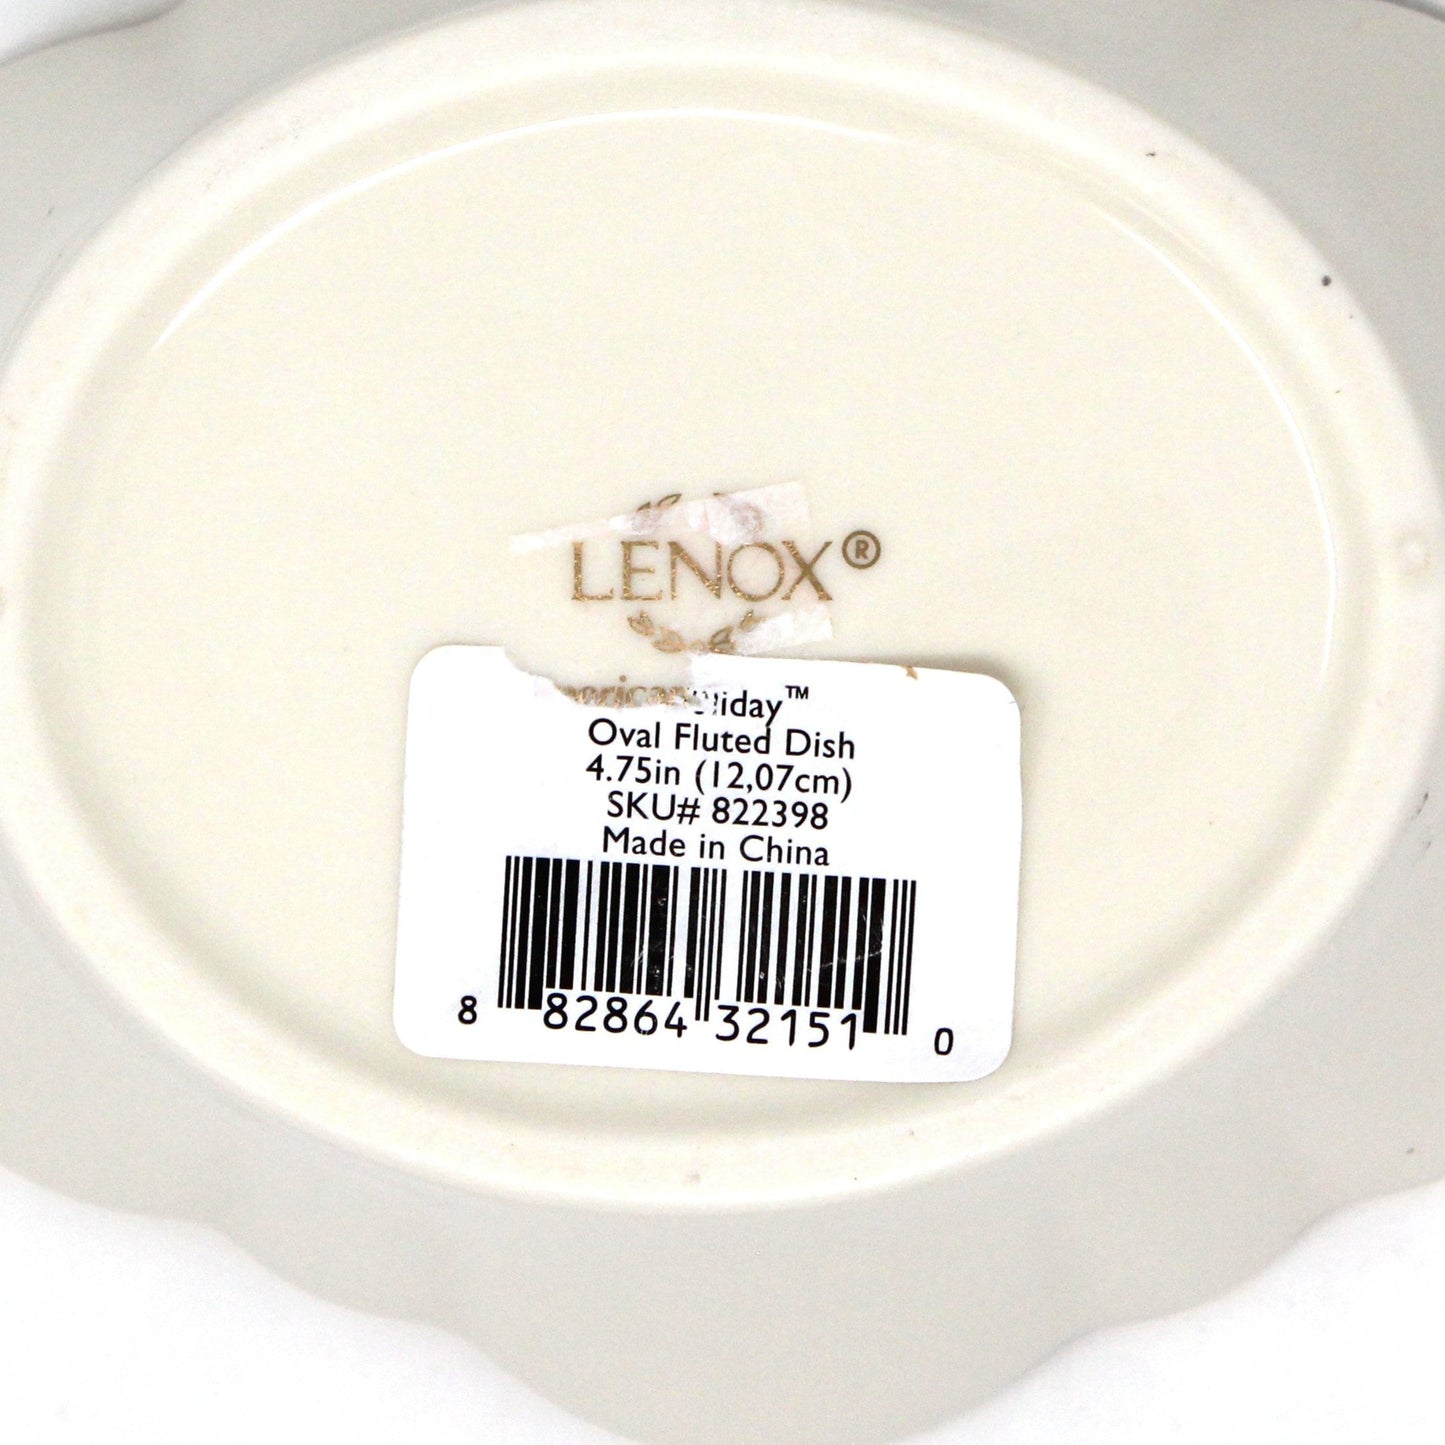 LENOX®
Oval Fluted Dish
4.75in (12,07cm)
SKU# 822398
Made in China
8 82864 32151 0